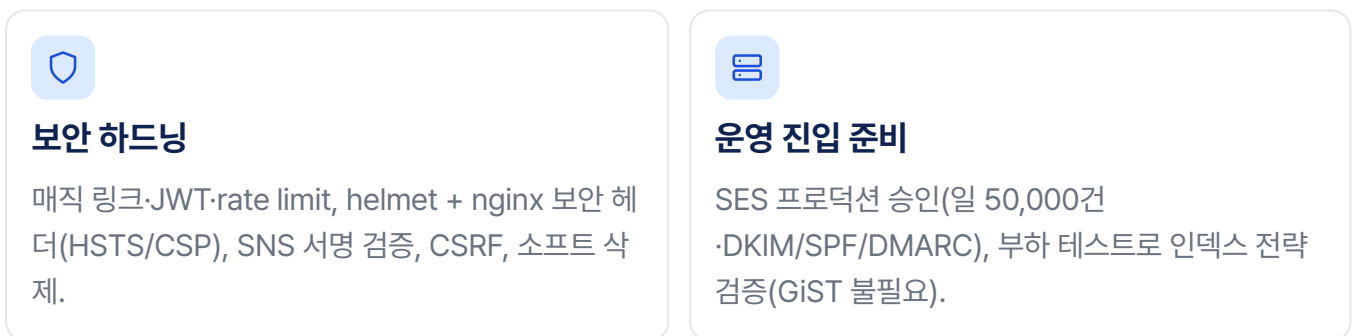 보안 하드닝
매직 링크·JWT·rate limit, helmet + nginx 보안 헤
더(HSTS/CSP), SNS 서명 검증, CSRF, 소프트 삭
제.
운영 진입 준비
SES 프로덕션 승인(일 50,000건
·DKIM/SPF/DMARC), 부하 테스트로 인덱스 전략
검증(GiST 불필요).